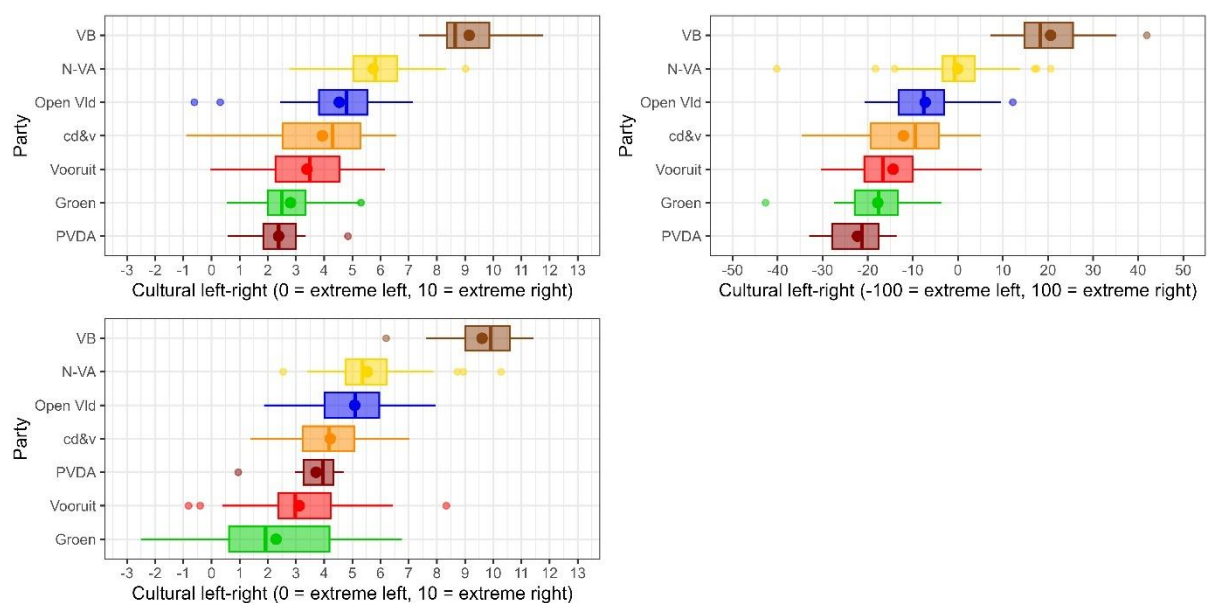 Party
VB
N-VA
Open Vld
cd&v
Vooruit
Groen
PVDA
-3 -2 -1 0 1 2 3 4 5 6 7 8 9 10 11 12 13
Cultural left-right (0 = extreme left, 10 = extreme right)
Party
VB
N-VA
Open Vld
cd&v
Vooruit
Groen
PVDA
-50 -40 -30 -20 -10 0 10 20 30 40 50
Cultural left-right (-100 = extreme left, 100 = extreme right)
Party
VB
N-VA
Open Vld
cd&v
PVDA
Vooruit
Groen
-3 -2 -1 0 1 2 3 4 5 6 7 8 9 10 11 12 13
Cultural left-right (0 = extreme left, 10 = extreme right)